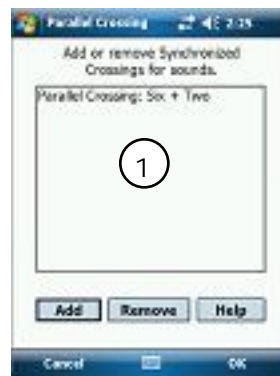 Parallel Crossing 2:25
Add or remove Synchronized
Crossings for sounds.
Parallel Crossing: Six + Two
1
Add Remove Help
Cancel OK